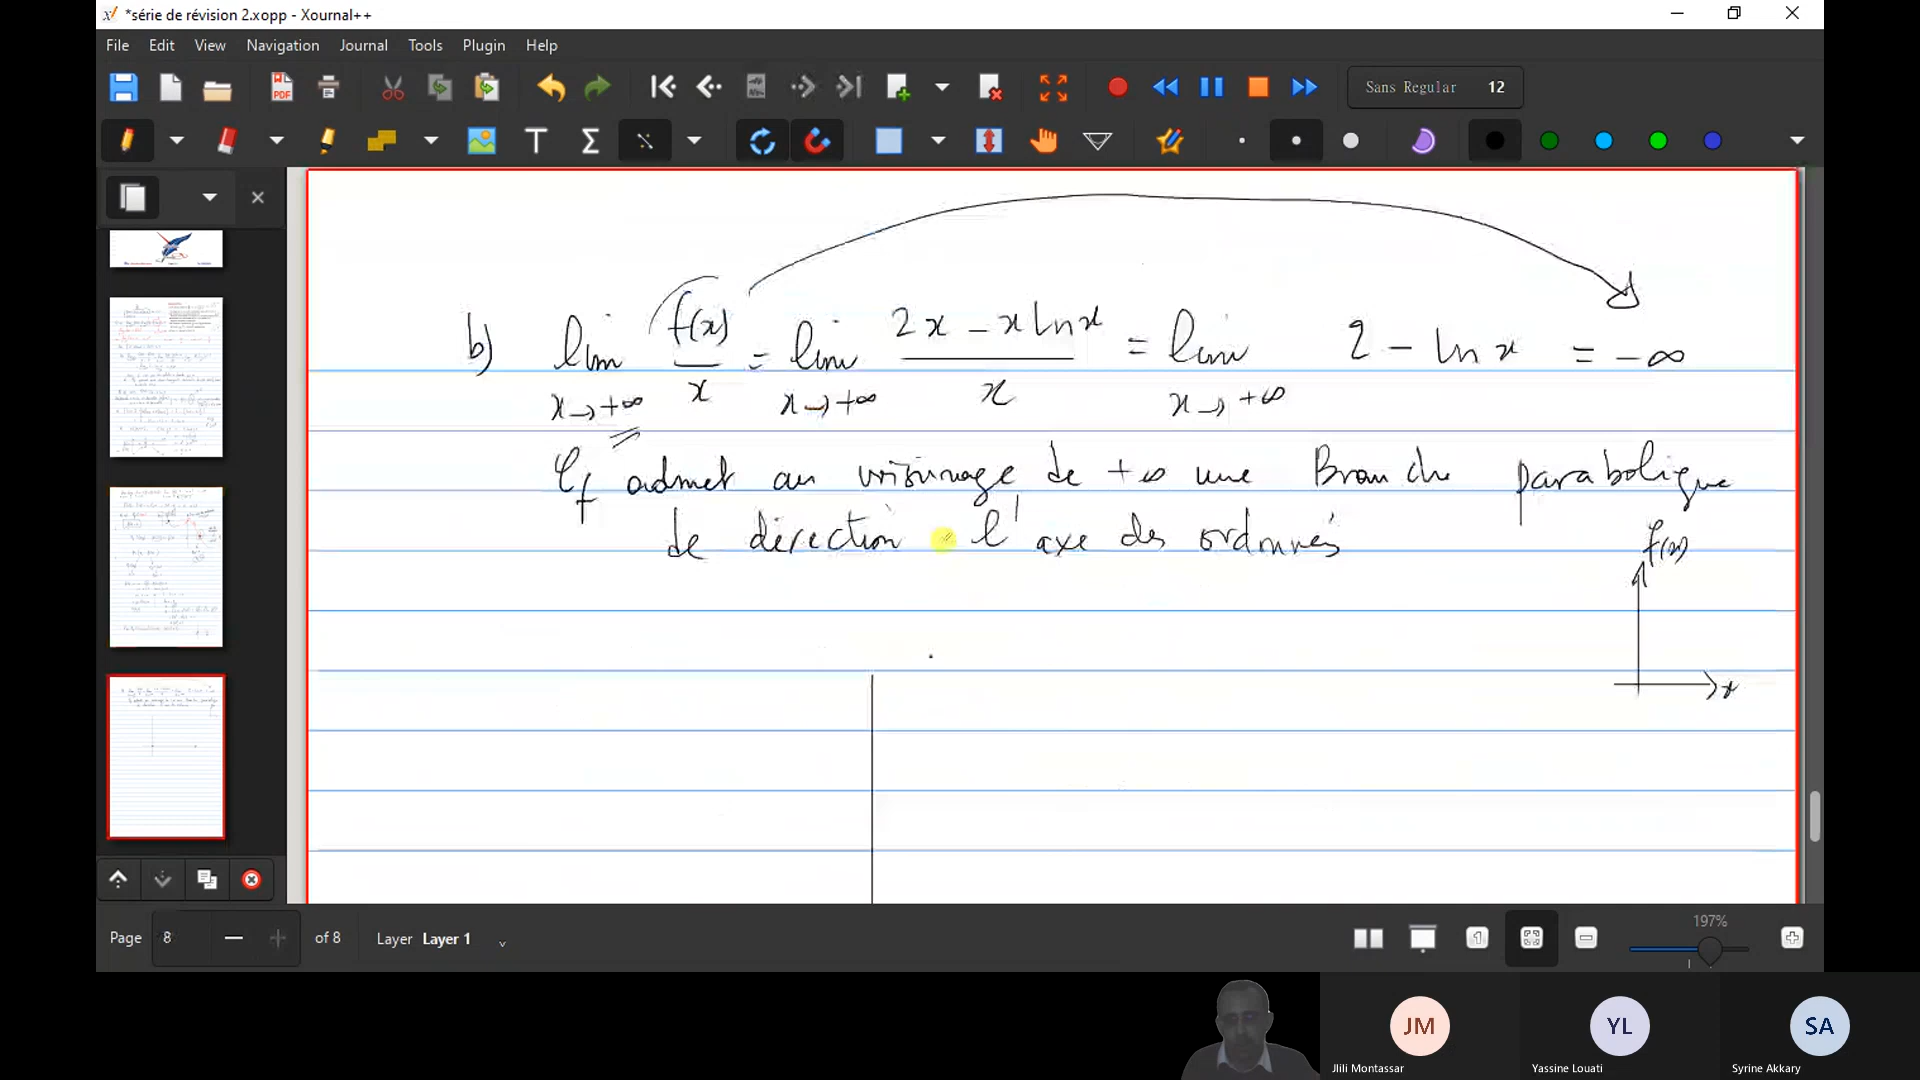 *série de révision 2.xopp - Xournal++
File Edit View Navigation Journal Tools Plugin Help
Sans Regular 12
b) lim f(x)/x = lim (2x - x ln x)/x = lim 2 - ln x = -∞
x→+∞ x→+∞ x→+∞
Cf admet au voisinage de +∞ une Branche parabolique
de direction l'axe des ordonnés
f(x)
x
Page 8 of 8 Layer Layer 1
197%
JM YL SA
Jlili Montassar Yassine Louati Syrine Akkary